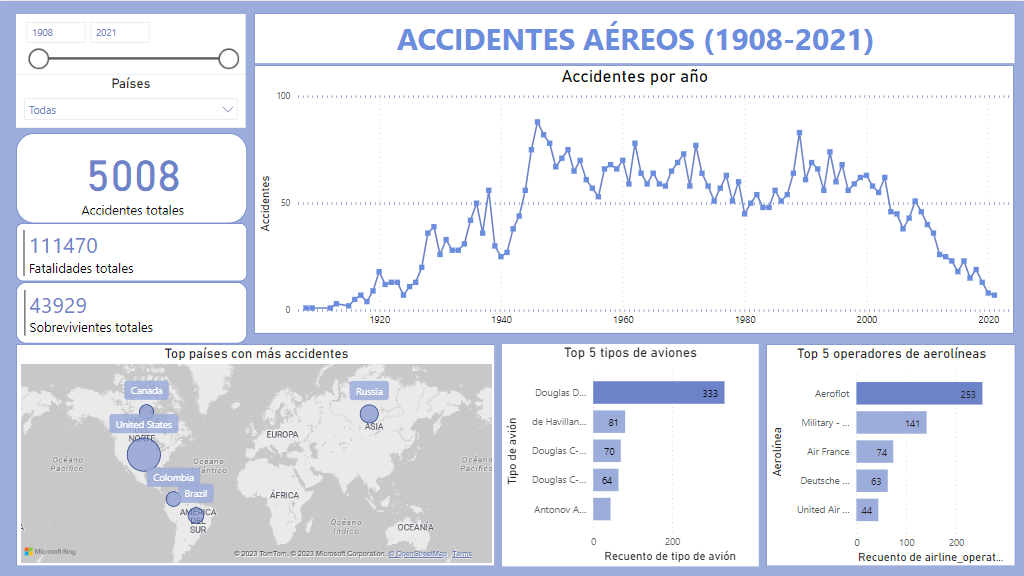 1908
2021
Países
Todas
5008
Accidentes totales
111470
Fatalidades totales
43929
Sobrevivientes totales
ACCIDENTES AÉREOS (1908-2021)
Accidentes por año
Accidentes
100
50
0
1920
1940
1960
1980
2000
2020
Top países con más accidentes
Canada
United States
Colombia
Brazil
Russia
NORTE
EUROPA
ASIA
ÁFRICA
AMÉRICA
DEL
SUR
OCEANÍA
Océano
Pacífico
Océano
Atlántico
Océano
Índico
Océano
Pacífico
Microsoft Bing
© 2023 TomTom, © 2023 Microsoft Corporation, © OpenStreetMap Terms
Top 5 tipos de aviones
Tipo de avión
Douglas D...
333
de Havillan...
81
Douglas C-...
70
Douglas C-...
64
Antonov A...
0
200
Recuento de tipo de avión
Top 5 operadores de aerolíneas
Aerolínea
Aeroflot
253
Military - ...
141
Air France
74
Deutsche ...
63
United Air ...
44
0
100
200
Recuento de airline_operat...